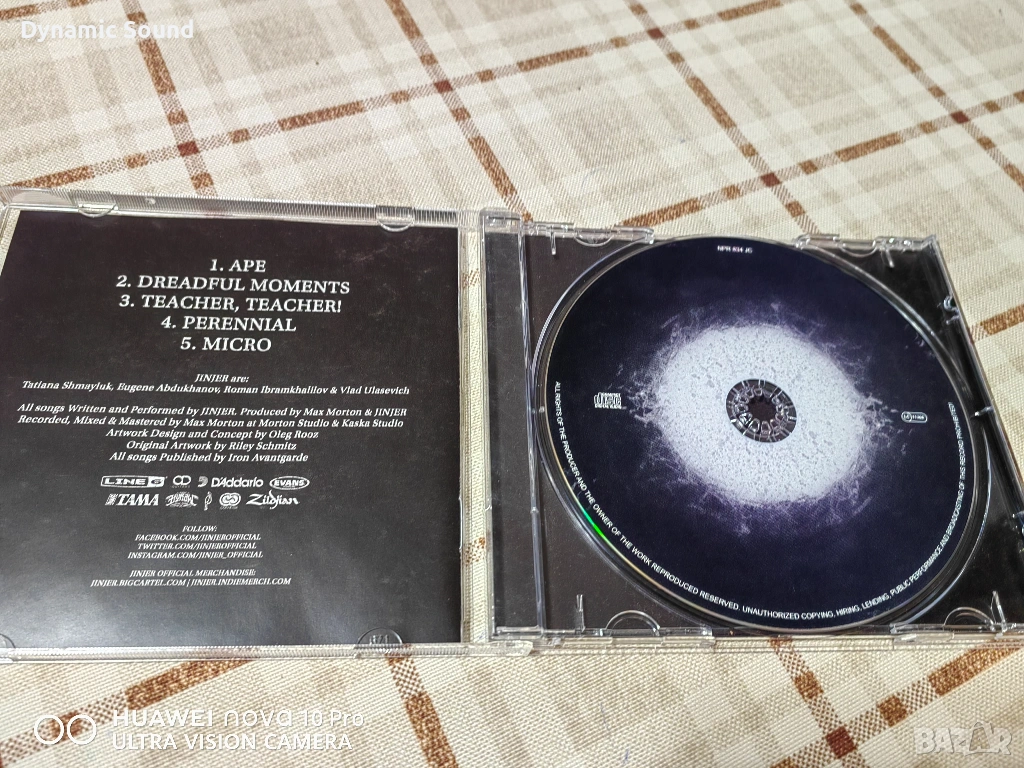 Dynamic Sound
1. APE
2. DREADFUL MOMENTS
3. TEACHER, TEACHER!
4. PERENNIAL
5. MICRO
JINJER are:
Tatiana Shmayluk, Eugene Abdukhanov, Roman Ibramkhalilov & Vlad Ulasevich
All songs Written and Performed by JINJER. Produced by Max Morton & JINJER
Recorded, Mixed & Mastered by Max Morton at Morton Studio & Kaska Studio
Artwork Design and Concept by Oleg Rooz
Original Artwork by Riley Schmitz
All songs Published by Iron Avantgarde
LINE 6 D'Addario EVANS
TAMA Zildjian
FOLLOW:
FACEBOOK.COM/JINJEROFFICIAL
TWITTER.COM/JINJEROFFICIAL
INSTAGRAM.COM/JINJER_OFFICIAL
JINJER OFFICIAL MERCHANDISE:
JINJER.BIGCARTEL.COM | JINJER.INDIEMERCH.COM
NPR 834 JC
ALL RIGHTS OF THE PRODUCER AND THE OWNER OF THE WORK REPRODUCED RESERVED. UNAUTHORIZED COPYING, HIRING, LENDING, PUBLIC PERFORMANCE AND BROADCASTING OF THIS RECORD PROHIBITED.
HUAWEI nova 10 Pro
ULTRA VISION CAMERA
BAZAR